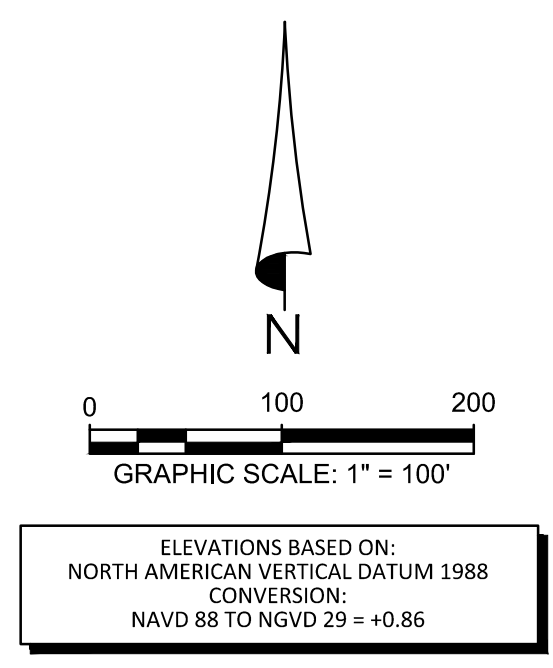 N
0 100 200
GRAPHIC SCALE: 1" = 100'
ELEVATIONS BASED ON:
NORTH AMERICAN VERTICAL DATUM 1988
CONVERSION:
NAVD 88 TO NGVD 29 = +0.86